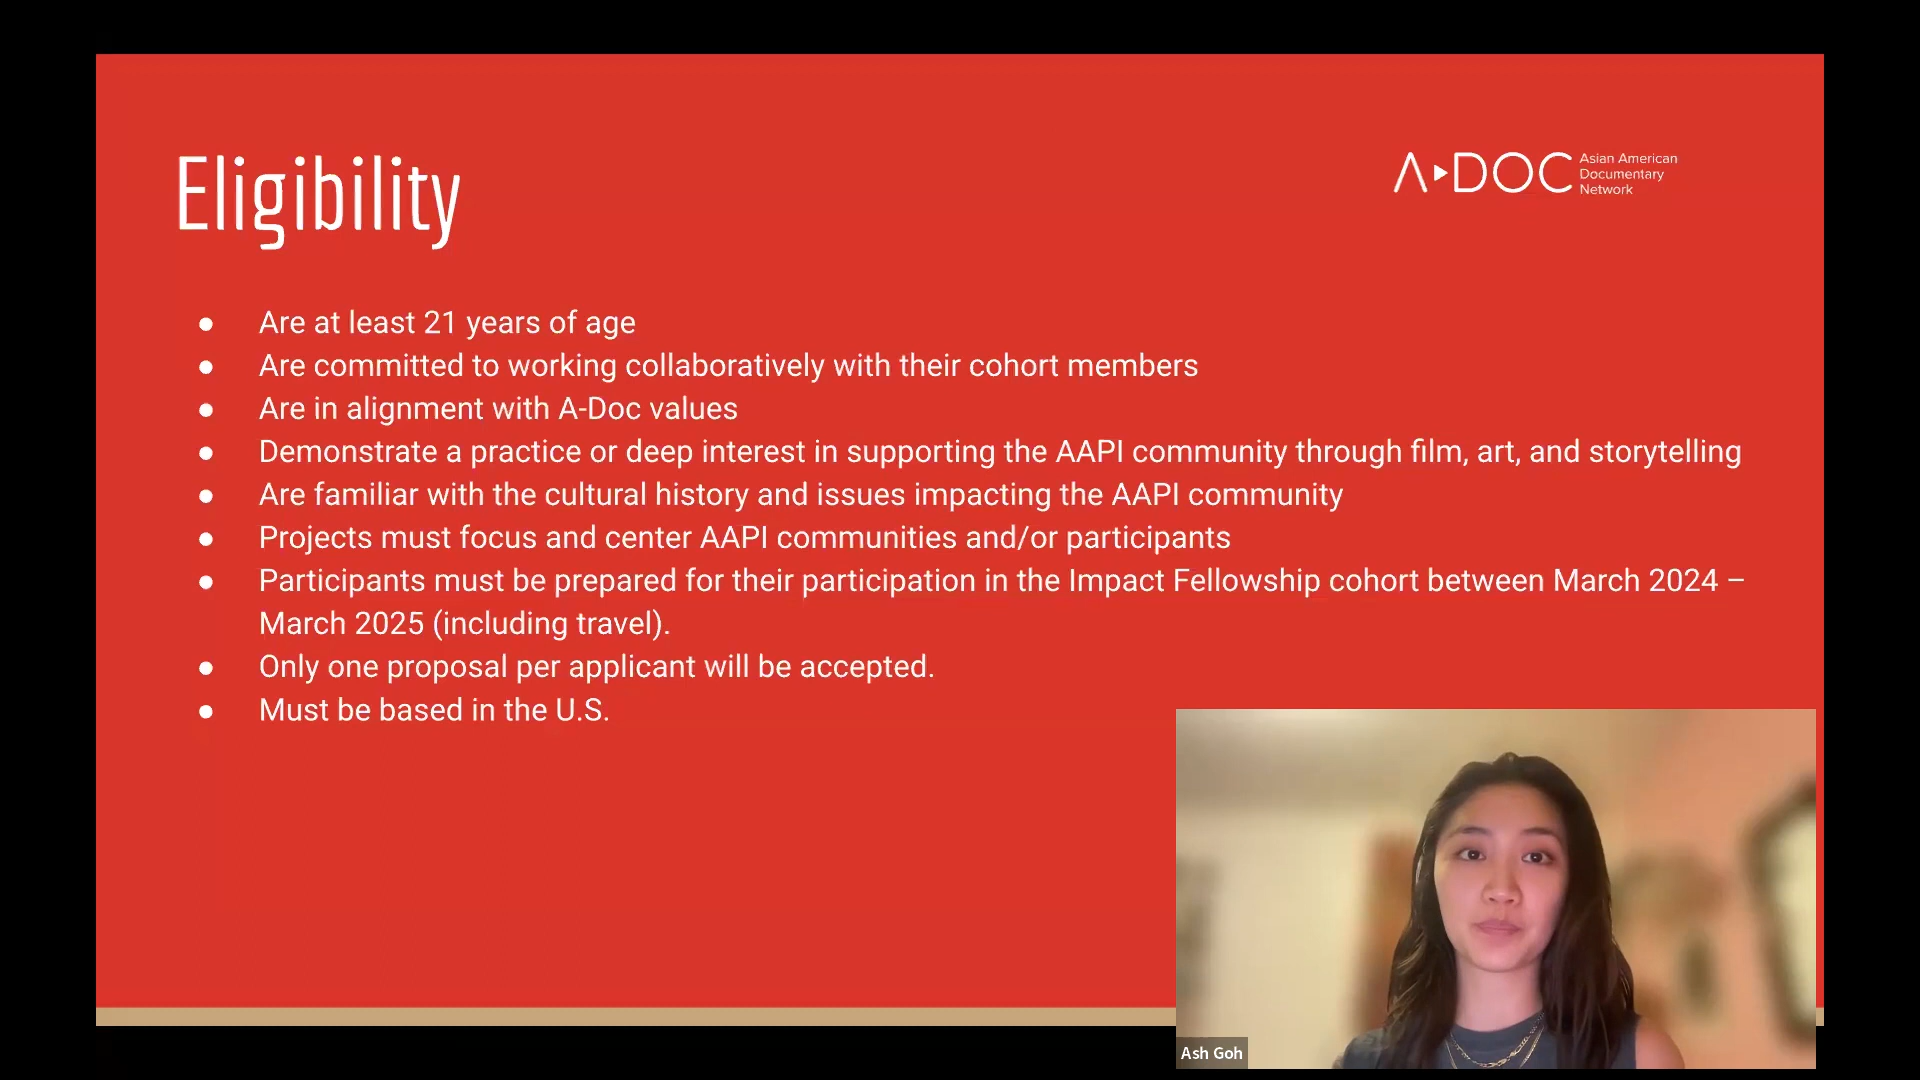 Eligibility
A DOC
Asian American
Documentary
Network
● Are at least 21 years of age
● Are committed to working collaboratively with their cohort members
● Are in alignment with A-Doc values
● Demonstrate a practice or deep interest in supporting the AAPI community through film, art, and storytelling
● Are familiar with the cultural history and issues impacting the AAPI community
● Projects must focus and center AAPI communities and/or participants
● Participants must be prepared for their participation in the Impact Fellowship cohort between March 2024 –
March 2025 (including travel).
● Only one proposal per applicant will be accepted.
● Must be based in the U.S.
Ash Goh